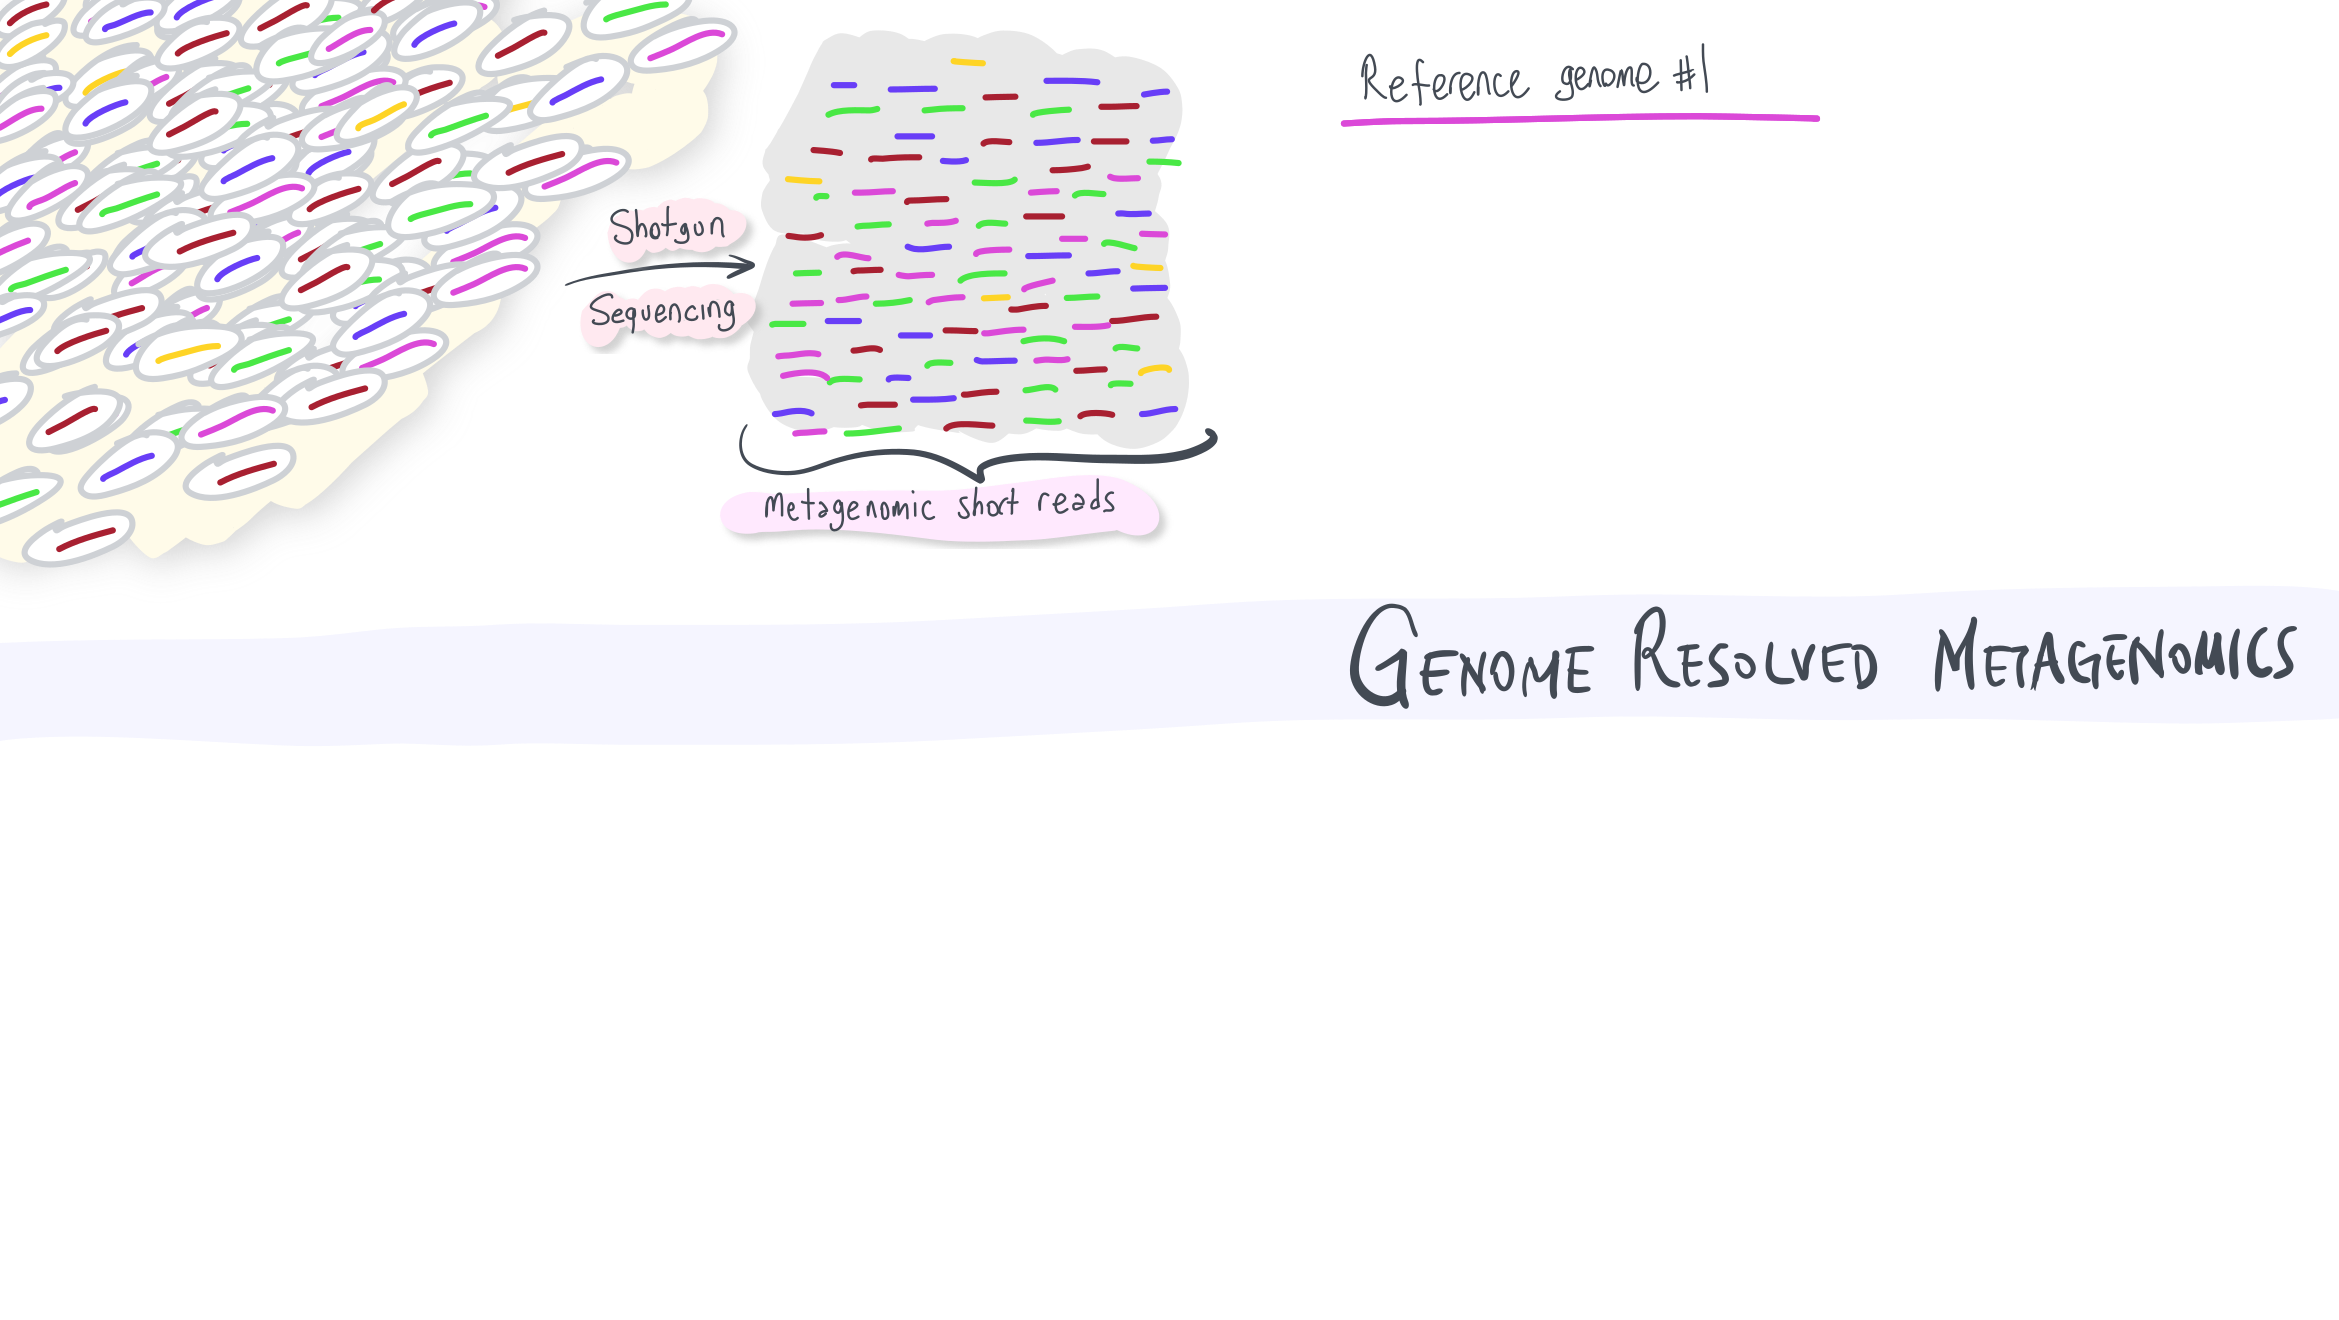 Reference genome #1
Shotgun
Sequencing
Metagenomic short reads
GENOME RESOLVED METAGENOMICS